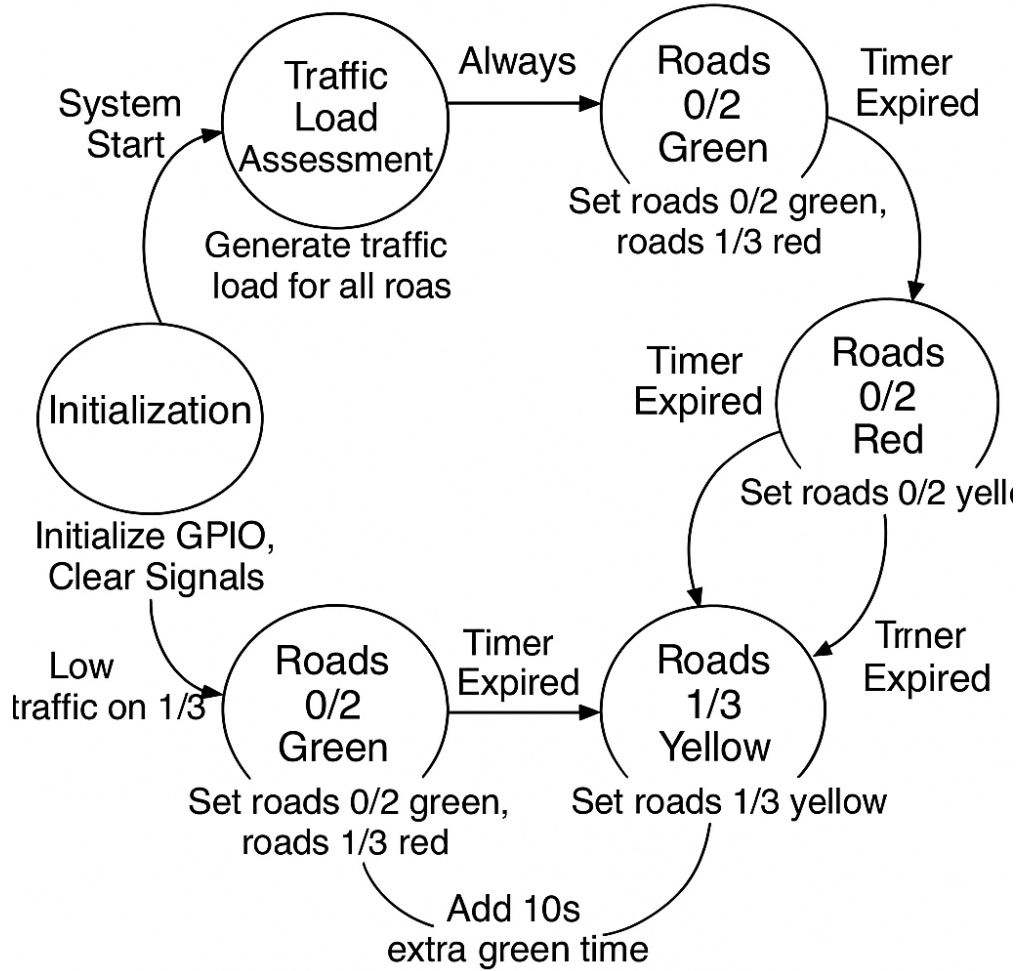 System
Start
Traffic
Load
Assessment
Generate traffic
load for all roas
Always
Roads
0/2
Green
Set roads 0/2 green,
roads 1/3 red
Timer
Expired
Initialization
Initialize GPIO,
Clear Signals
Timer
Expired
Roads
0/2
Red
Set roads 0/2 yello
Low
traffic on 1/3
Roads
0/2
Green
Set roads 0/2 green,
roads 1/3 red
Timer
Expired
Roads
1/3
Yellow
Set roads 1/3 yellow
Trrner
Expired
Add 10s
extra green time